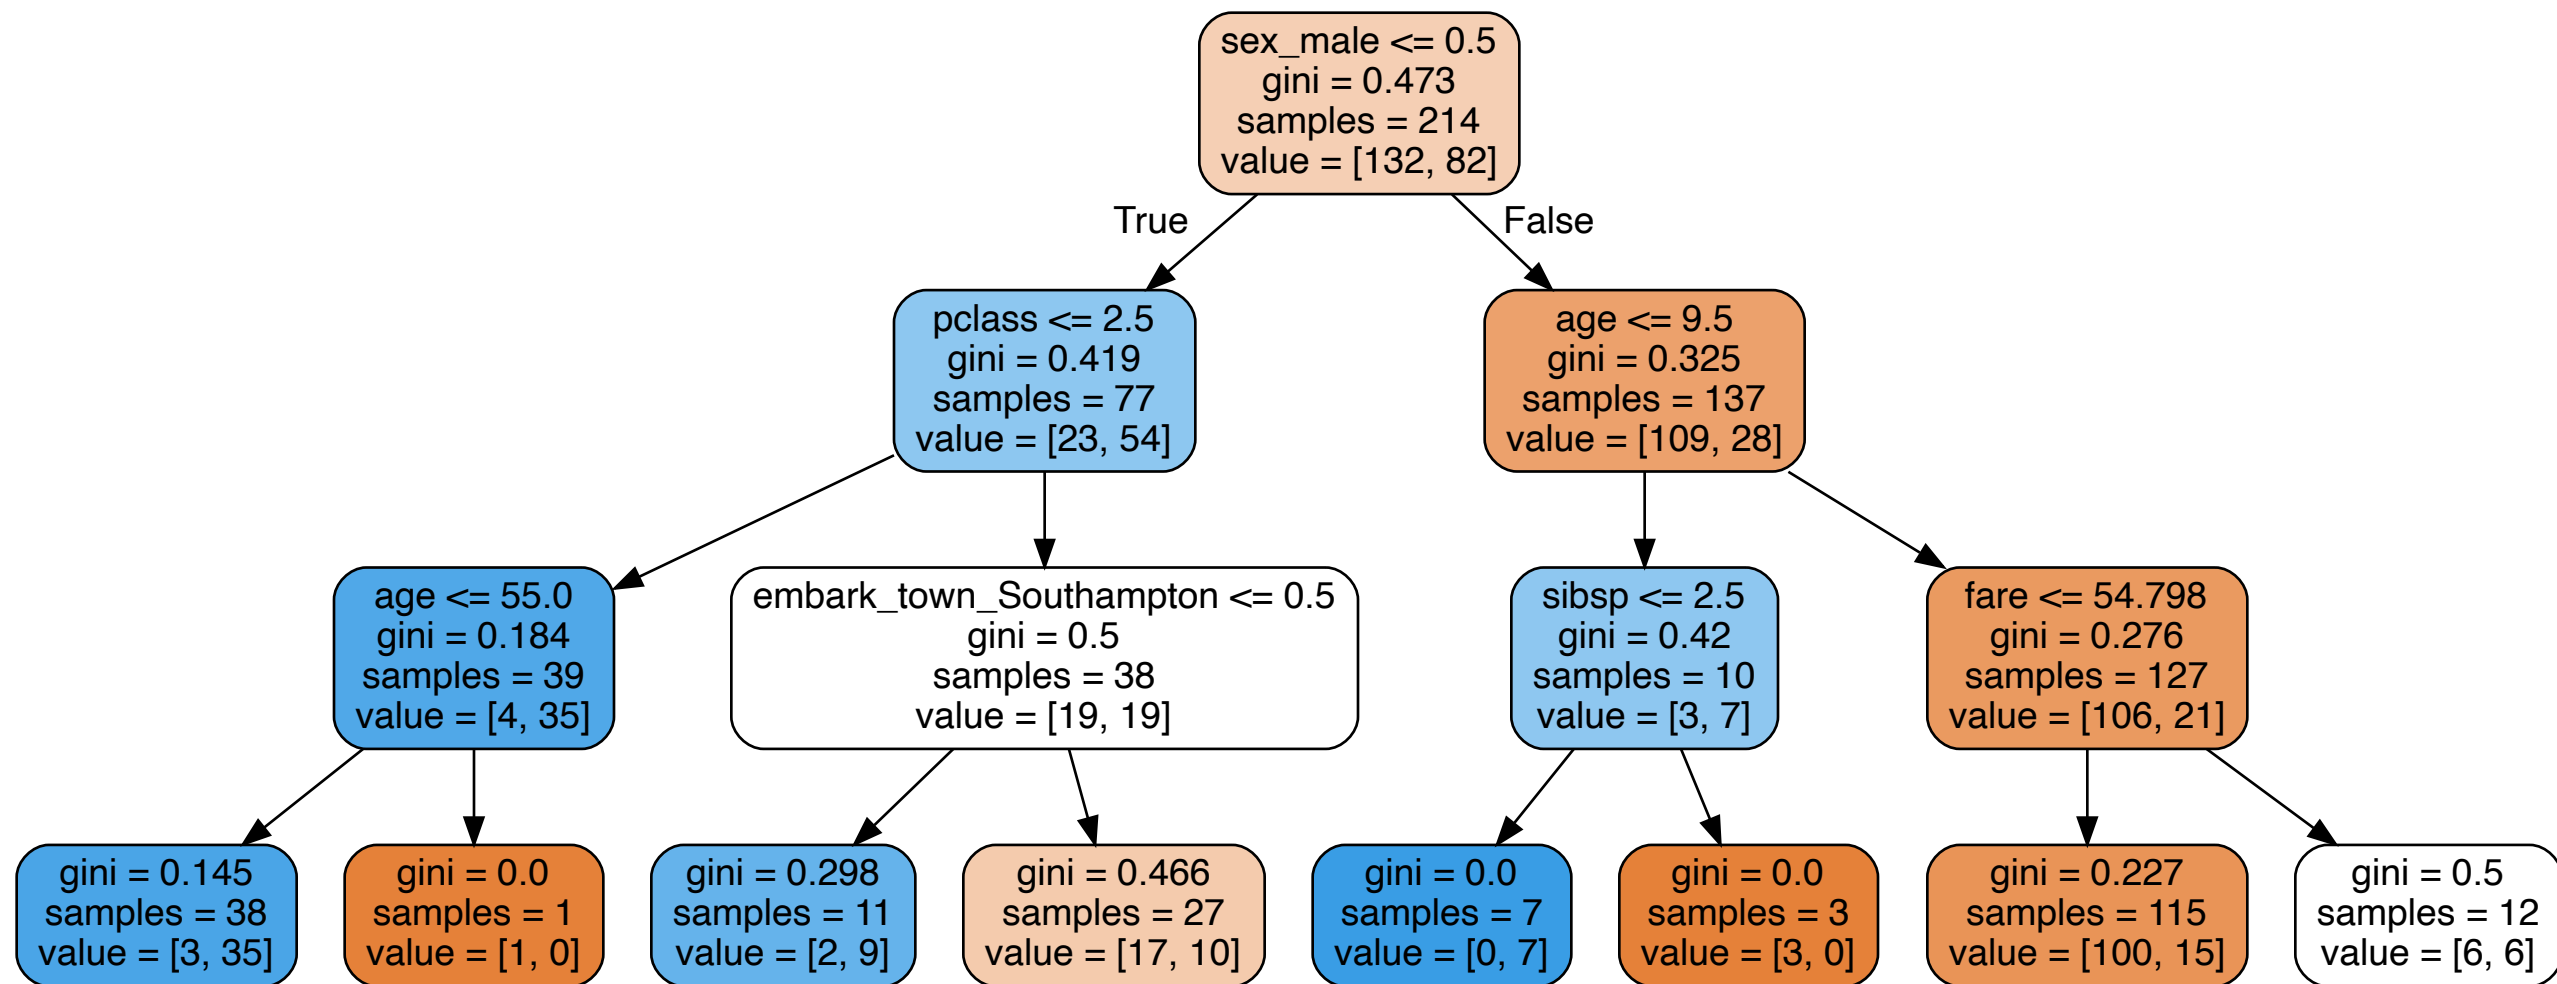 sex_male <= 0.5
gini = 0.473
samples = 214
value = [132, 82]
True
False
pclass <= 2.5
gini = 0.419
samples = 77
value = [23, 54]
age <= 9.5
gini = 0.325
samples = 137
value = [109, 28]
age <= 55.0
gini = 0.184
samples = 39
value = [4, 35]
embark_town_Southampton <= 0.5
gini = 0.5
samples = 38
value = [19, 19]
sibsp <= 2.5
gini = 0.42
samples = 10
value = [3, 7]
fare <= 54.798
gini = 0.276
samples = 127
value = [106, 21]
gini = 0.145
samples = 38
value = [3, 35]
gini = 0.0
samples = 1
value = [1, 0]
gini = 0.298
samples = 11
value = [2, 9]
gini = 0.466
samples = 27
value = [17, 10]
gini = 0.0
samples = 7
value = [0, 7]
gini = 0.0
samples = 3
value = [3, 0]
gini = 0.227
samples = 115
value = [100, 15]
gini = 0.5
samples = 12
value = [6, 6]